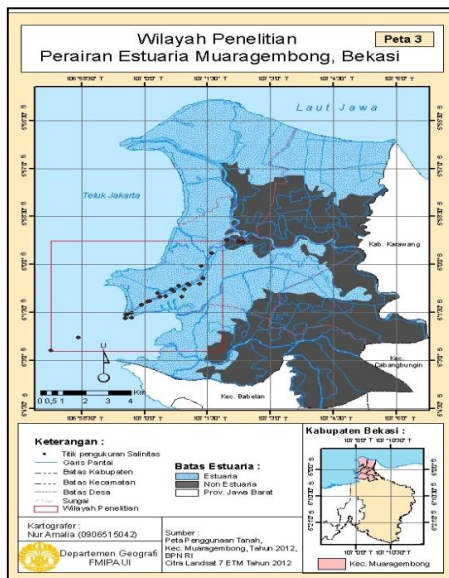 Wilayah Penelitian
Perairan Estuaria Muaragembong, Bekasi
Peta 3
Laut Jawa
Teluk Jakarta
Kab. Karawang
Kec. Cabangbungin
Kec. Babelan
U
0 0,5 1 2 3 4 Km
Keterangan :
Titik pengukuran Salinitas
Garis Pantai
Batas Kabupaten
Batas Kecamatan
Batas Desa
Sungai
Wilayah Penelitian
Batas Estuaria :
Estuaria
Non Estuaria
Prov. Jawa Barat
Kabupaten Bekasi :
Kec. Muaragembong
Kartografer :
Nur Amalia (0906515042)
Departemen Geografi
FMIPA UI
Sumber :
Peta Penggunaan Tanah,
Kec. Muaragembong, Tahun 2012,
BPN RI
Citra Landsat 7 ETM Tahun 2012